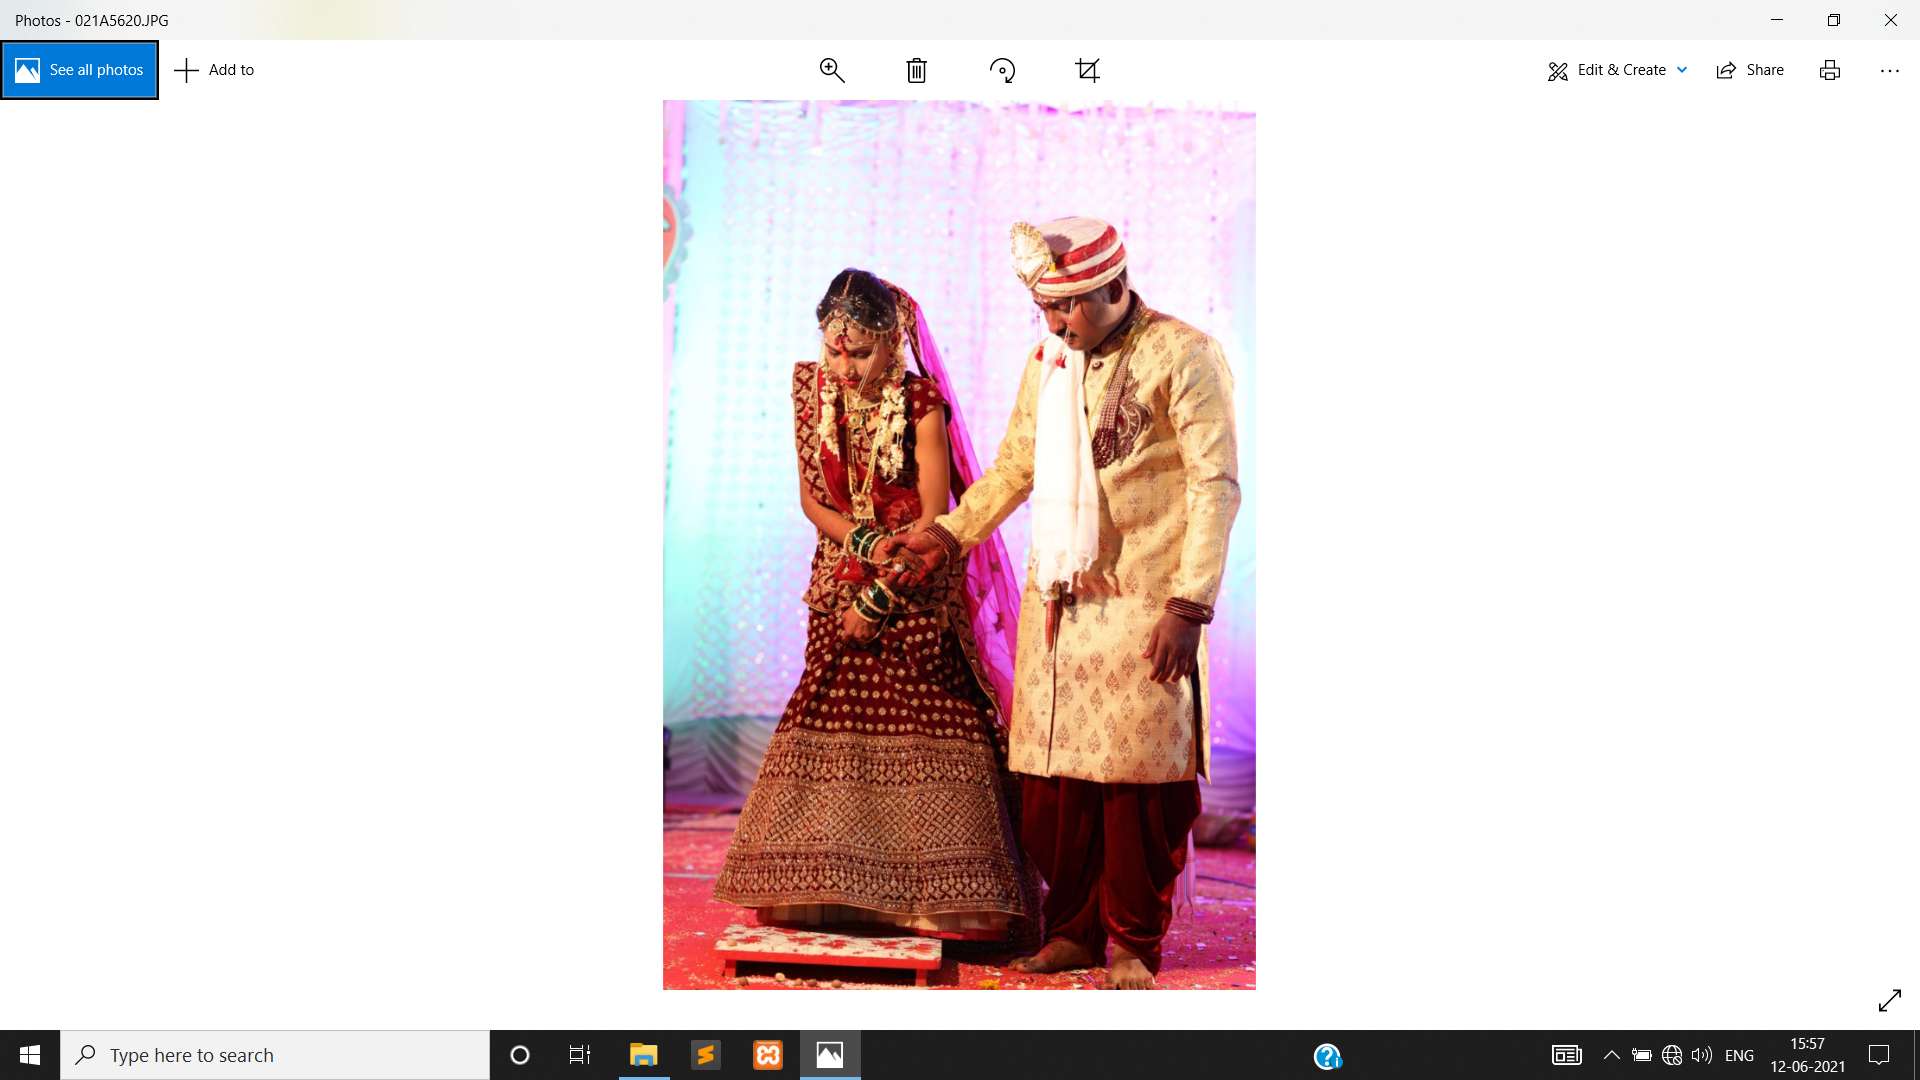 Photos - 021A5620.JPG
See all photos
Add to
Edit & Create
Share
Type here to search
ENG
15:57
12-06-2021